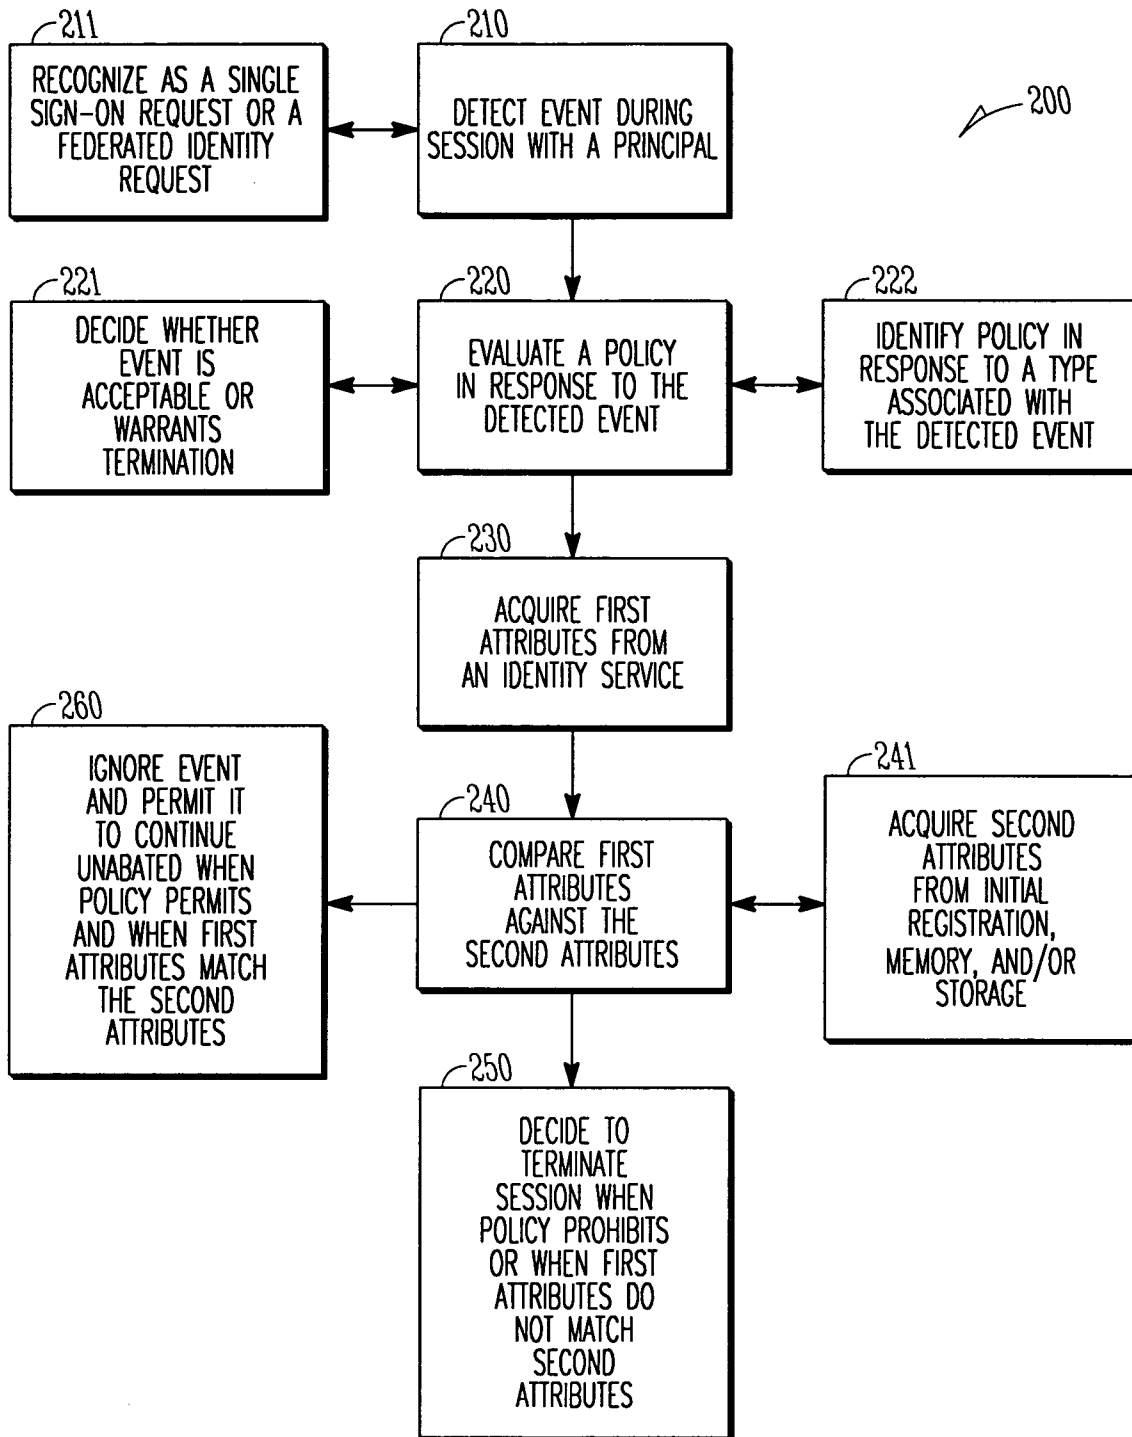 211
RECOGNIZE AS A SINGLE
SIGN-ON REQUEST OR A
FEDERATED IDENTITY
REQUEST
210
DETECT EVENT DURING
SESSION WITH A PRINCIPAL
200
221
DECIDE WHETHER
EVENT IS
ACCEPTABLE OR
WARRANTS
TERMINATION
220
EVALUATE A POLICY
IN RESPONSE TO THE
DETECTED EVENT
222
IDENTIFY POLICY IN
RESPONSE TO A TYPE
ASSOCIATED WITH
THE DETECTED EVENT
230
ACQUIRE FIRST
ATTRIBUTES FROM
AN IDENTITY SERVICE
260
IGNORE EVENT
AND PERMIT IT
TO CONTINUE
UNABATED WHEN
POLICY PERMITS
AND WHEN FIRST
ATTRIBUTES MATCH
THE SECOND
ATTRIBUTES
240
COMPARE FIRST
ATTRIBUTES
AGAINST THE
SECOND ATTRIBUTES
241
ACQUIRE SECOND
ATTRIBUTES
FROM INITIAL
REGISTRATION,
MEMORY, AND/OR
STORAGE
250
DECIDE TO
TERMINATE
SESSION WHEN
POLICY PROHIBITS
OR WHEN FIRST
ATTRIBUTES DO
NOT MATCH
SECOND
ATTRIBUTES